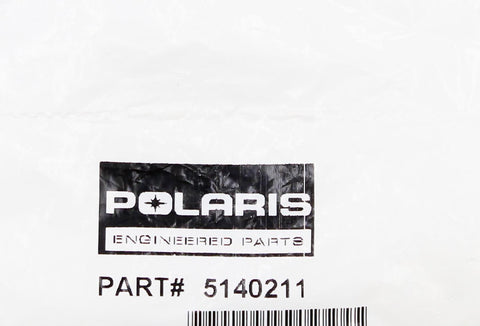 POLARIS
ENGINEERED PARTS
PART# 5140211